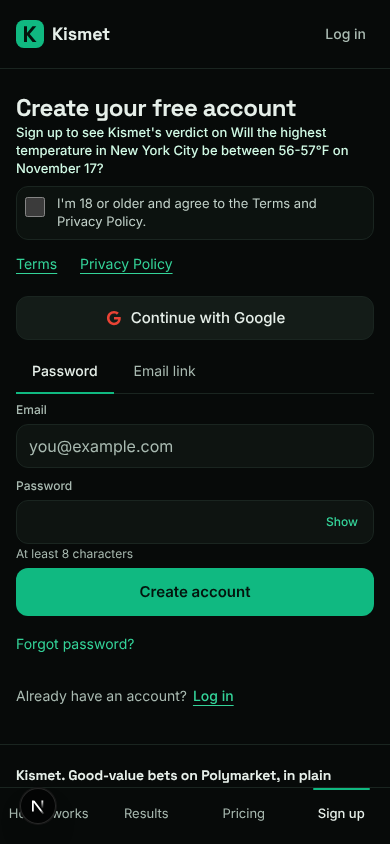 K Kismet
Log in
Create your free account
Sign up to see Kismet's verdict on Will the highest
temperature in New York City be between 56-57°F on
November 17?
I'm 18 or older and agree to the Terms and
Privacy Policy.
Terms
Privacy Policy
G Continue with Google
Password
Email link
Email
you@example.com
Password
Show
At least 8 characters
Create account
Forgot password?
Already have an account? Log in
Kismet. Good-value bets on Polymarket, in plain
N
works
Results
Pricing
Sign up